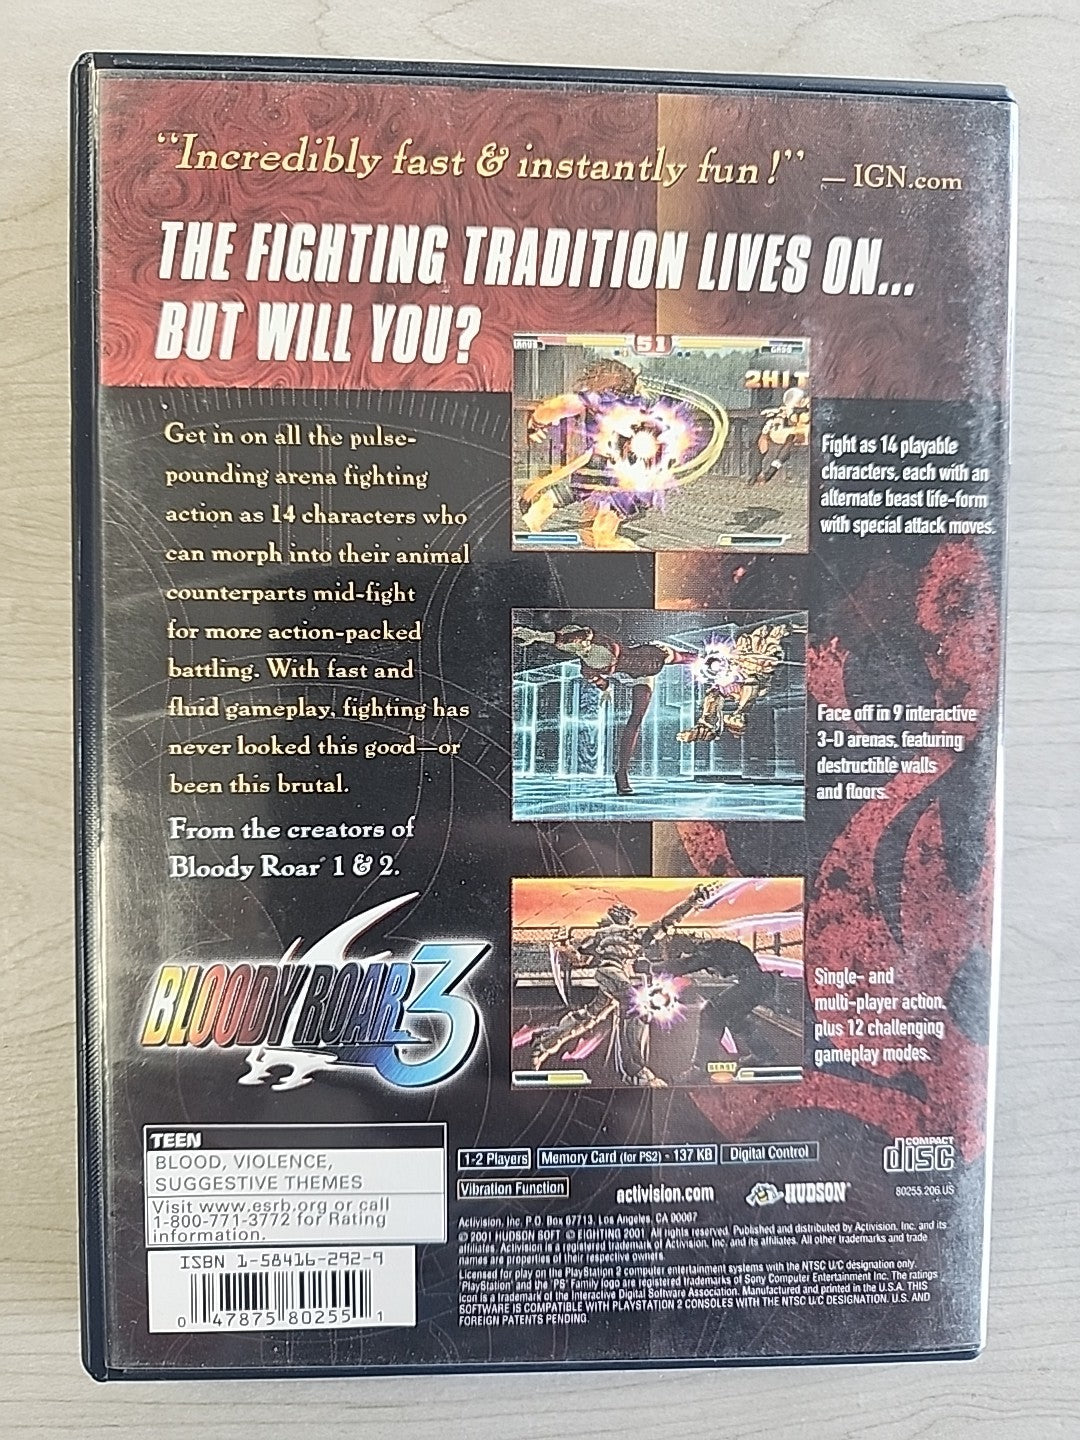 “Incredibly fast & instantly fun!” — IGN.com
THE FIGHTING TRADITION LIVES ON...
BUT WILL YOU?
Get in on all the pulse-
pounding arena fighting
action as 14 characters who
can morph into their animal
counterparts mid-fight
for more action-packed
battling. With fast and
fluid gameplay, fighting has
never looked this good—or
been this brutal.
From the creators of
Bloody Roar 1 & 2.
BLOODY ROAR 3
51
2HIT
Fight as 14 playable
characters, each with an
alternate beast life-form
with special attack moves.
Face off in 9 interactive
3-D arenas, featuring
destructible walls
and floors.
BEAST
Single- and
multi-player action,
plus 12 challenging
gameplay modes.
TEEN
BLOOD, VIOLENCE,
SUGGESTIVE THEMES
Visit www.esrb.org or call
1-800-771-3772 for Rating
information.
ISBN 1-58416-292-9
0 47875 80255 1
1-2 Players
Memory Card (for PS2) - 137 KB
Digital Control
Vibration Function
activision.com
HUDSON
COMPACT
disc
80255.206.US
Activision, Inc. P.O. Box 67713, Los Angeles, CA 90067
© 2001 HUDSON SOFT © EIGHTING 2001 All rights reserved. Published and distributed by Activision, Inc. and its
affiliates. Activision is a registered trademark of Activision, Inc. and its affiliates. All other trademarks and trade
names are properties of their respective owners.
Licensed for play on the PlayStation 2 computer entertainment systems with the NTSC U/C designation only.
"PlayStation" and the "PS" Family logo are registered trademarks of Sony Computer Entertainment Inc. The ratings
icon is a trademark of the Interactive Digital Software Association. Manufactured and printed in the U.S.A. THIS
SOFTWARE IS COMPATIBLE WITH PLAYSTATION 2 CONSOLES WITH THE NTSC U/C DESIGNATION. U.S. AND
FOREIGN PATENTS PENDING.